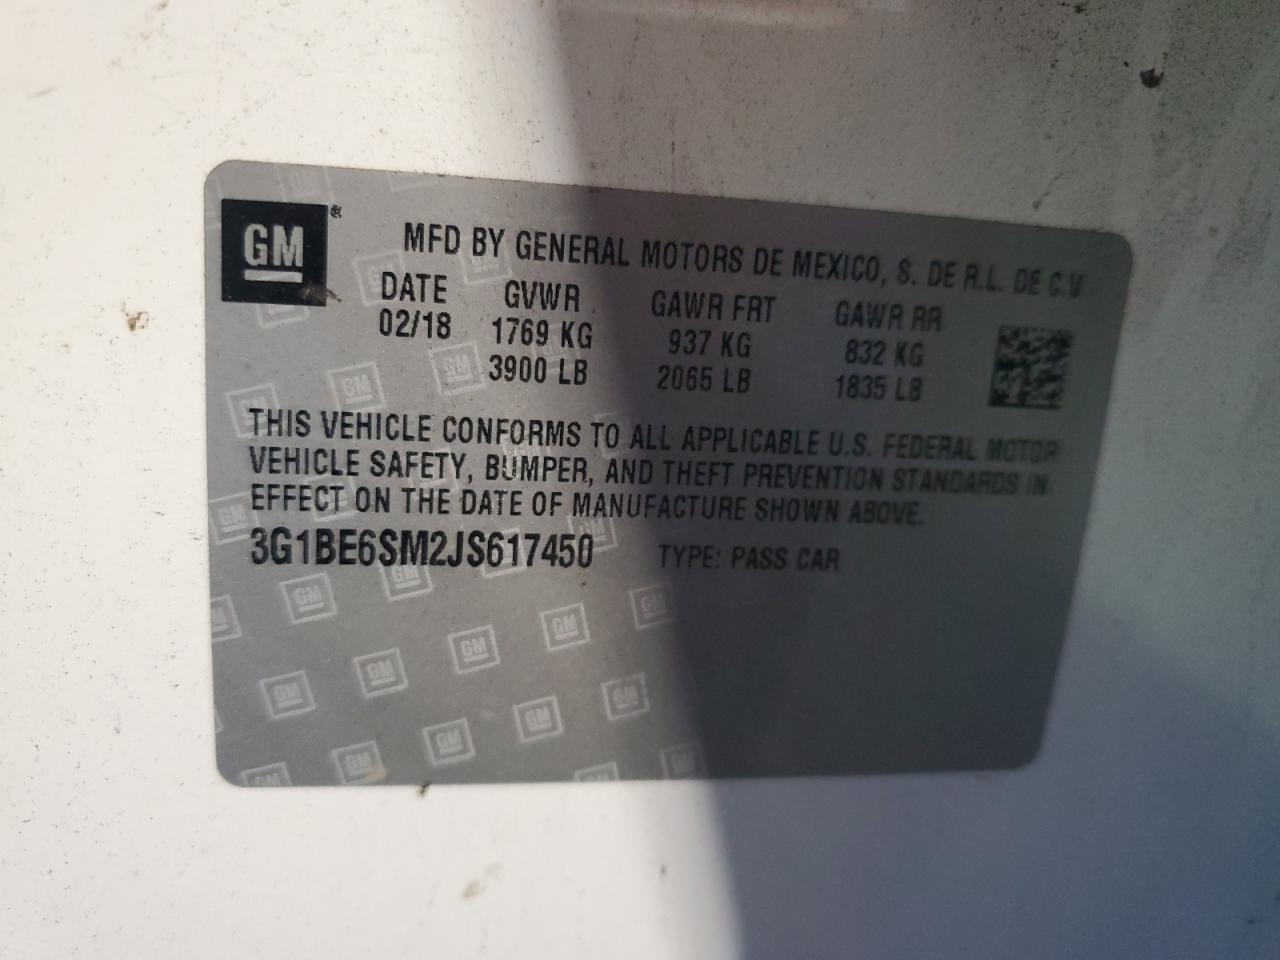 GM ®
MFD BY GENERAL MOTORS DE MEXICO, S. DE R.L. DE C.V
DATE GVWR GAWR FRT GAWR RR
02/18 1769 KG 937 KG 832 KG
3900 LB 2065 LB 1835 LB
THIS VEHICLE CONFORMS TO ALL APPLICABLE U.S. FEDERAL MOTOR
VEHICLE SAFETY, BUMPER, AND THEFT PREVENTION STANDARDS IN
EFFECT ON THE DATE OF MANUFACTURE SHOWN ABOVE.
3G1BE6SM2JS617450 TYPE: PASS CAR